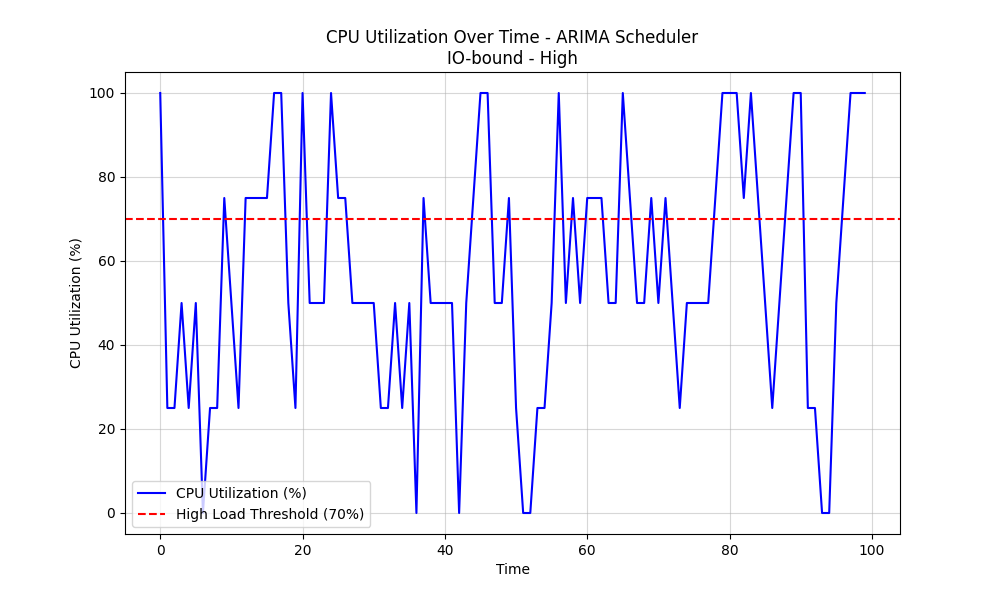 CPU Utilization Over Time - ARIMA Scheduler
IO-bound - High
CPU Utilization (%)
100
80
60
40
20
0
CPU Utilization (%)
High Load Threshold (70%)
0 20 40 60 80 100
Time